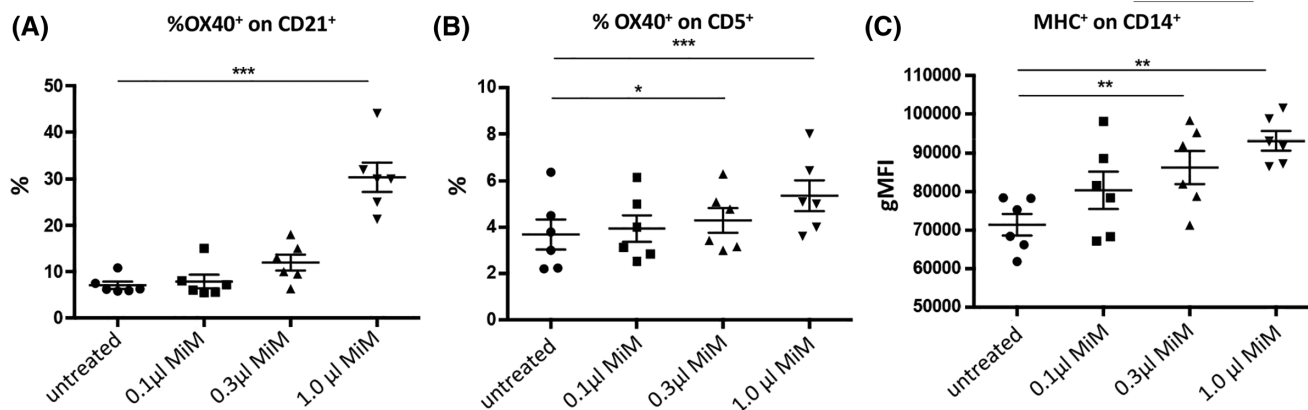 (A)
%OX40+ on CD21+
***
50
40
30
20
10
0
%
untreated
0.1µl MiM
0.3µl MiM
1.0 µl MiM
(B)
% OX40+ on CD5+
***
*
10
8
6
4
2
0
%
untreated
0.1µl MiM
0.3µl MiM
1.0 µl MiM
(C)
MHC+ on CD14+
**
**
110000
100000
90000
80000
70000
60000
50000
gMFI
untreated
0.1µl MiM
0.3µl MiM
1.0 µl MiM